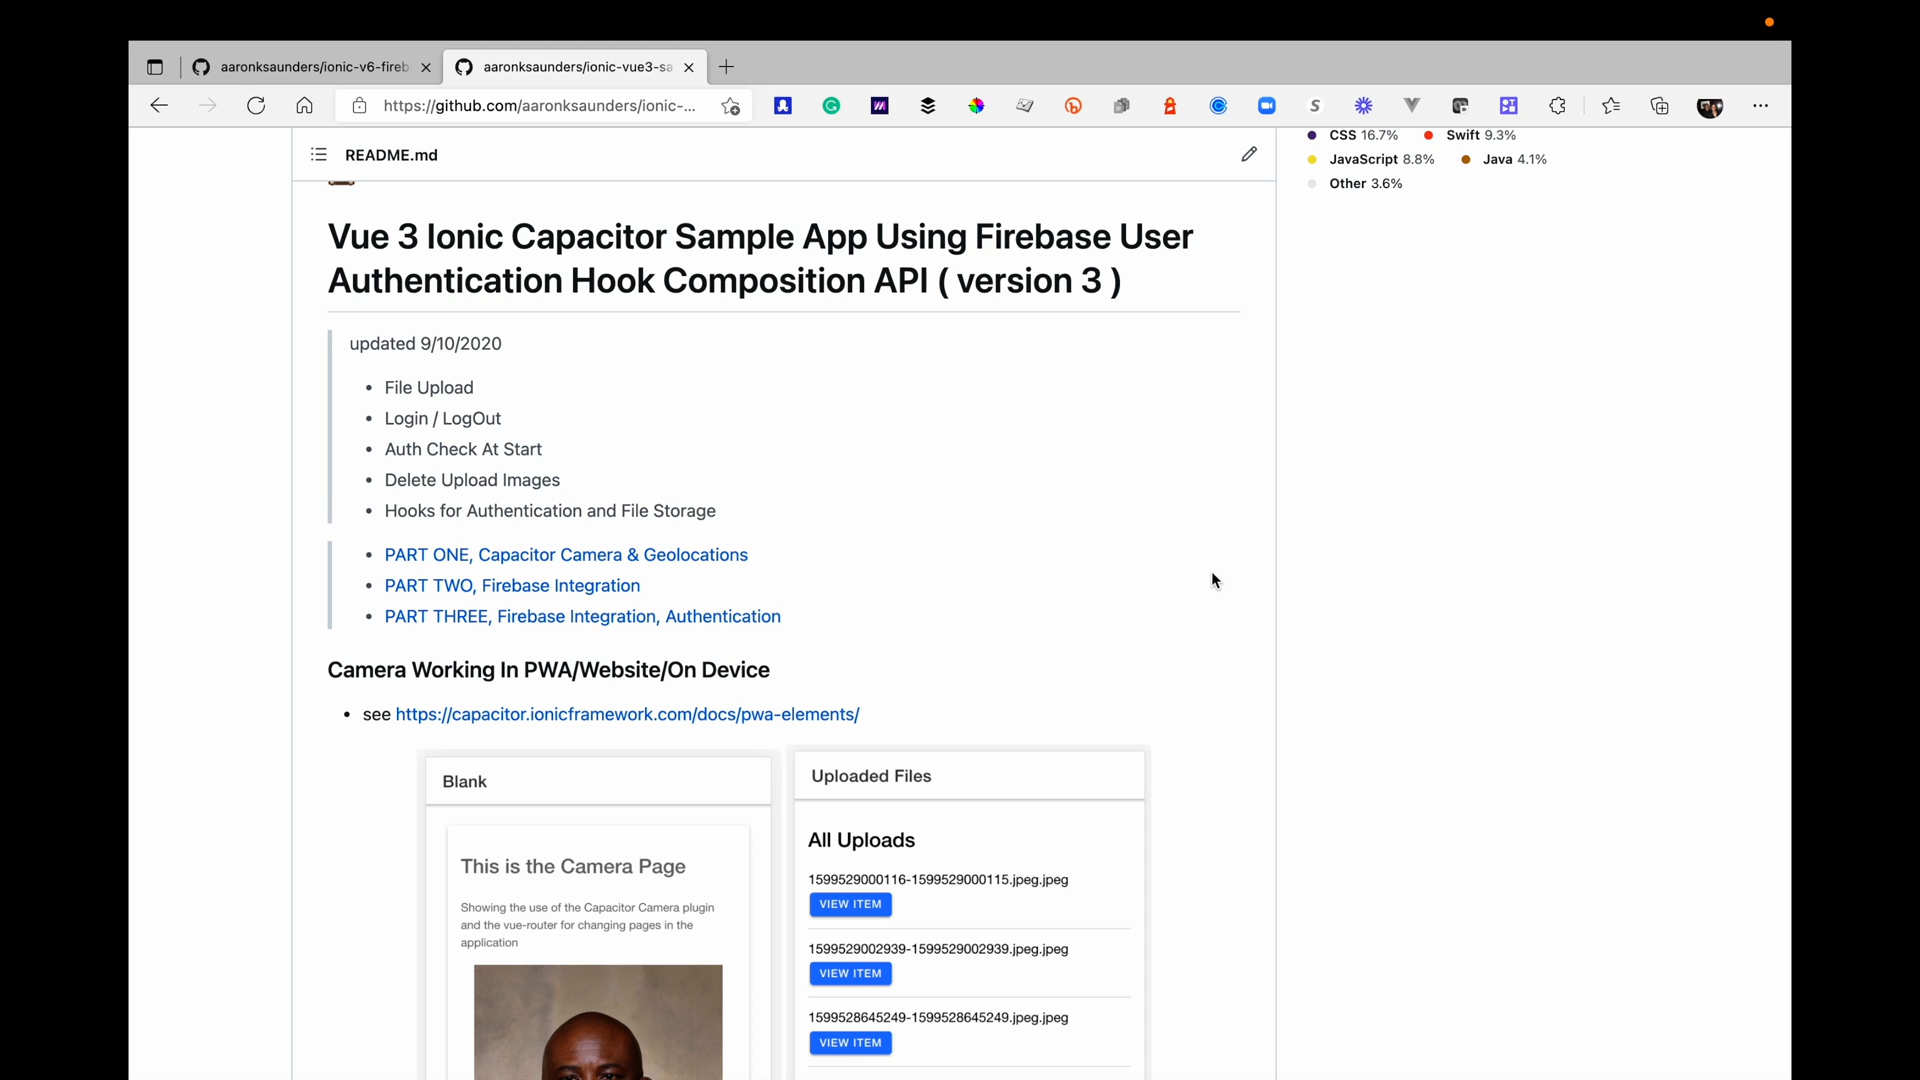 aaronksaunders/ionic-v6-fireb
aaronksaunders/ionic-vue3-sa
https://github.com/aaronksaunders/ionic-...
README.md
CSS 16.7% Swift 9.3%
JavaScript 8.8% Java 4.1%
Other 3.6%
Vue 3 Ionic Capacitor Sample App Using Firebase User
Authentication Hook Composition API ( version 3 )
updated 9/10/2020
• File Upload
• Login / LogOut
• Auth Check At Start
• Delete Upload Images
• Hooks for Authentication and File Storage
• PART ONE, Capacitor Camera & Geolocations
• PART TWO, Firebase Integration
• PART THREE, Firebase Integration, Authentication
Camera Working In PWA/Website/On Device
• see https://capacitor.ionicframework.com/docs/pwa-elements/
Blank
This is the Camera Page
Showing the use of the Capacitor Camera plugin
and the vue-router for changing pages in the
application
Uploaded Files
All Uploads
1599529000116-1599529000115.jpeg.jpeg
VIEW ITEM
1599529002939-1599529002939.jpeg.jpeg
VIEW ITEM
1599528645249-1599528645249.jpeg.jpeg
VIEW ITEM